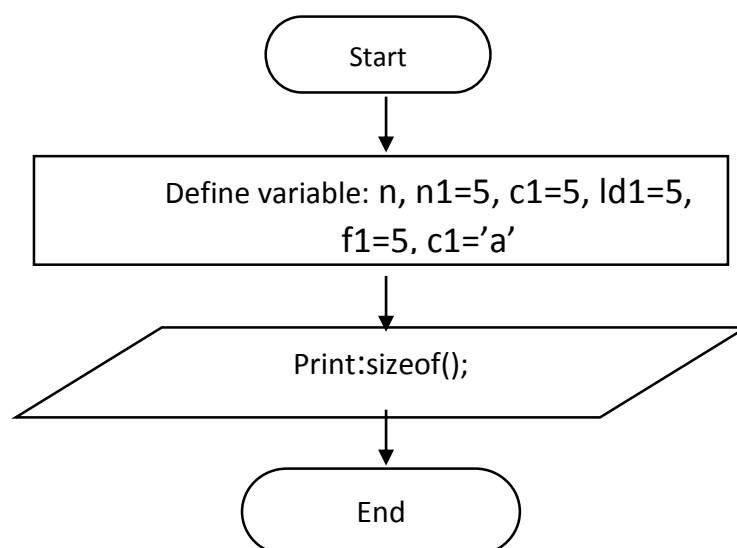 Start
Define variable: n, n1=5, c1=5, ld1=5,
f1=5, c1=’a’
Print:sizeof();
End